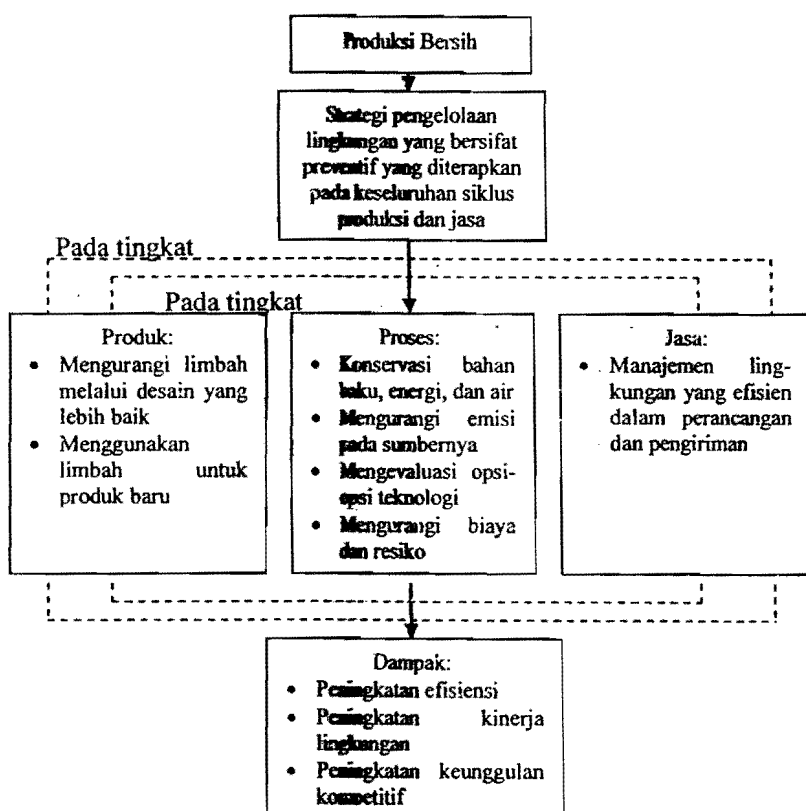 Produksi Bersih
Strategi pengelolaan
lingkungan yang bersifat
preventif yang diterapkan
pada keseluruhan siklus
produksi dan jasa
Pada tingkat
Pada tingkat
Produk:
• Mengurangi limbah
melalui desain yang
lebih baik
• Menggunakan
limbah untuk
produk baru
Proses:
• Konservasi bahan
baku, energi, dan air
• Mengurangi emisi
pada sumbernya
• Mengevaluasi opsi-
opsi teknologi
• Mengurangi biaya
dan resiko
Jasa:
• Manajemen ling-
kungan yang efisien
dalam perancangan
dan pengiriman
Dampak:
• Peningkatan efisiensi
• Peningkatan kinerja
lingkungan
• Peningkatan keunggulan
kompetitif